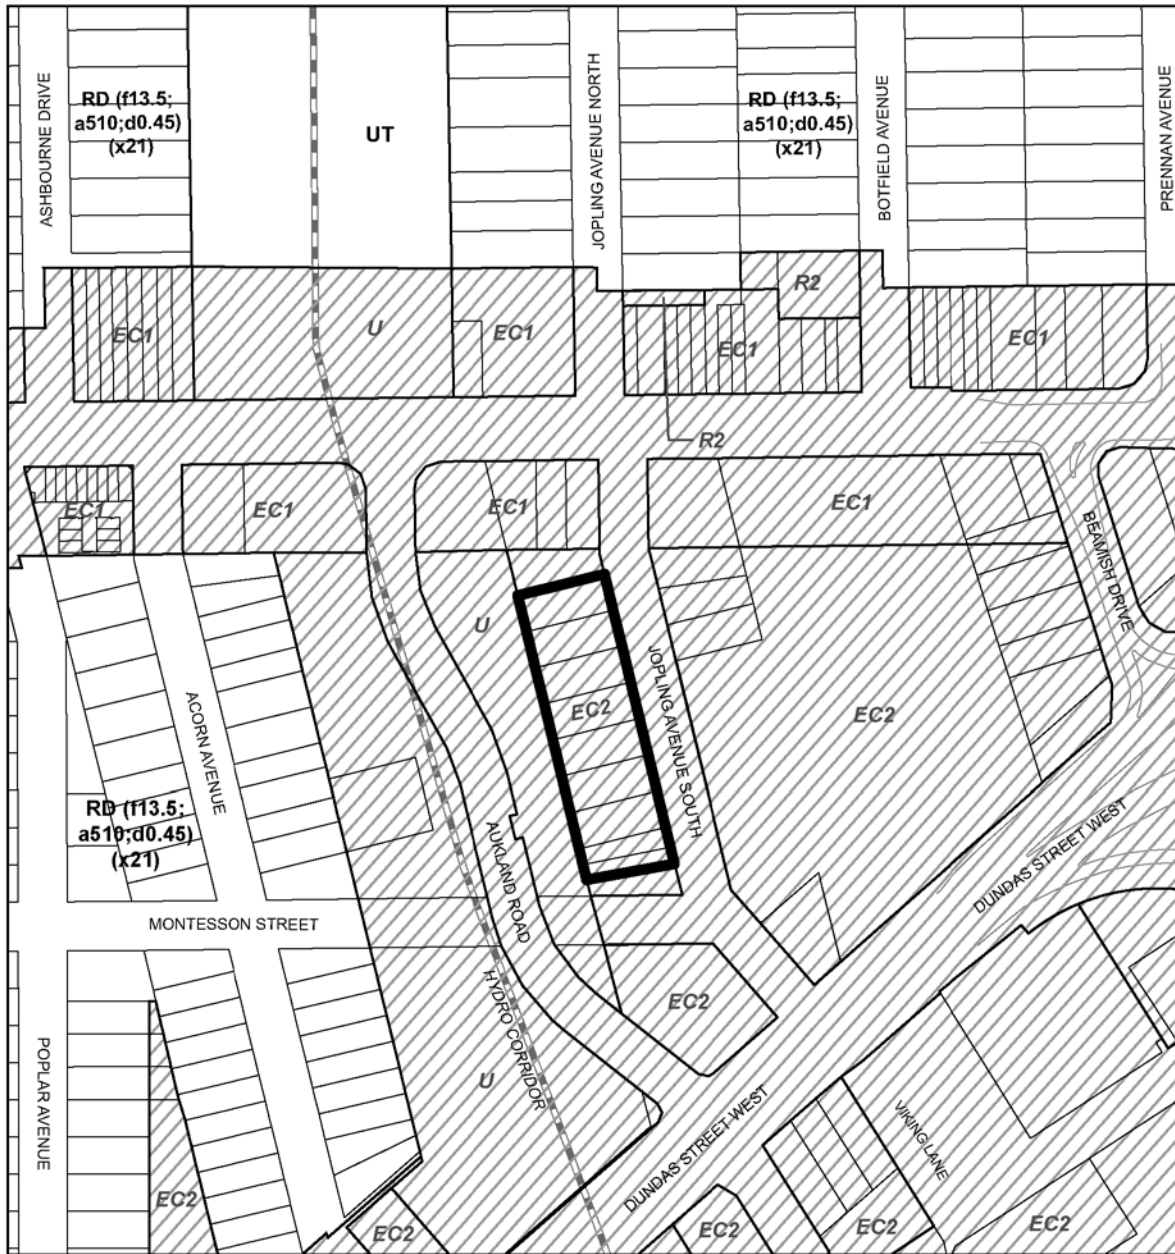 ASHBOURNE DRIVE
RD (f13.5;
a510;d0.45)
(x21)
UT
JOPLING AVENUE NORTH
RD (f13.5;
a510;d0.45)
(x21)
BOTFIELD AVENUE
PRENNAN AVENUE
R2
EC1
U
EC1
EC1
EC1
R2
EC1
EC1
EC1
EC1
BEAMISH DRIVE
U
JOPLING AVENUE SOUTH
EC2
EC2
ACORN AVENUE
RD (f13.5;
a510;d0.45)
(x21)
AUKLAND ROAD
DUNDAS STREET WEST
MONTESSON STREET
HYDRO CORRIDOR
EC2
POPLAR AVENUE
U
DUNDAS STREET WEST
VIKING LANE
EC2
EC2
EC2
EC2
EC2